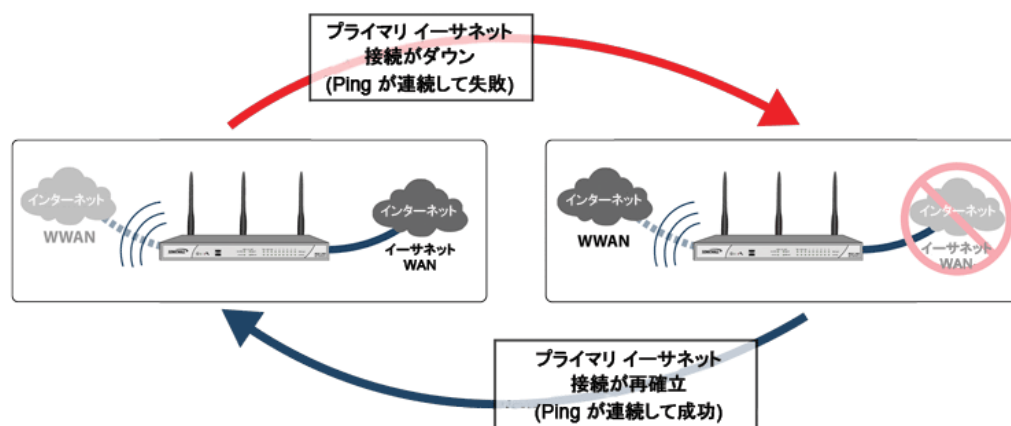 プライマリ イーサネット
接続がダウン
(Ping が連続して失敗)
インターネット
WWAN
インターネット
イーサネット
WAN
インターネット
WWAN
インターネット
イーサネット
WAN
プライマリ イーサネット
接続が再確立
(Ping が連続して成功)